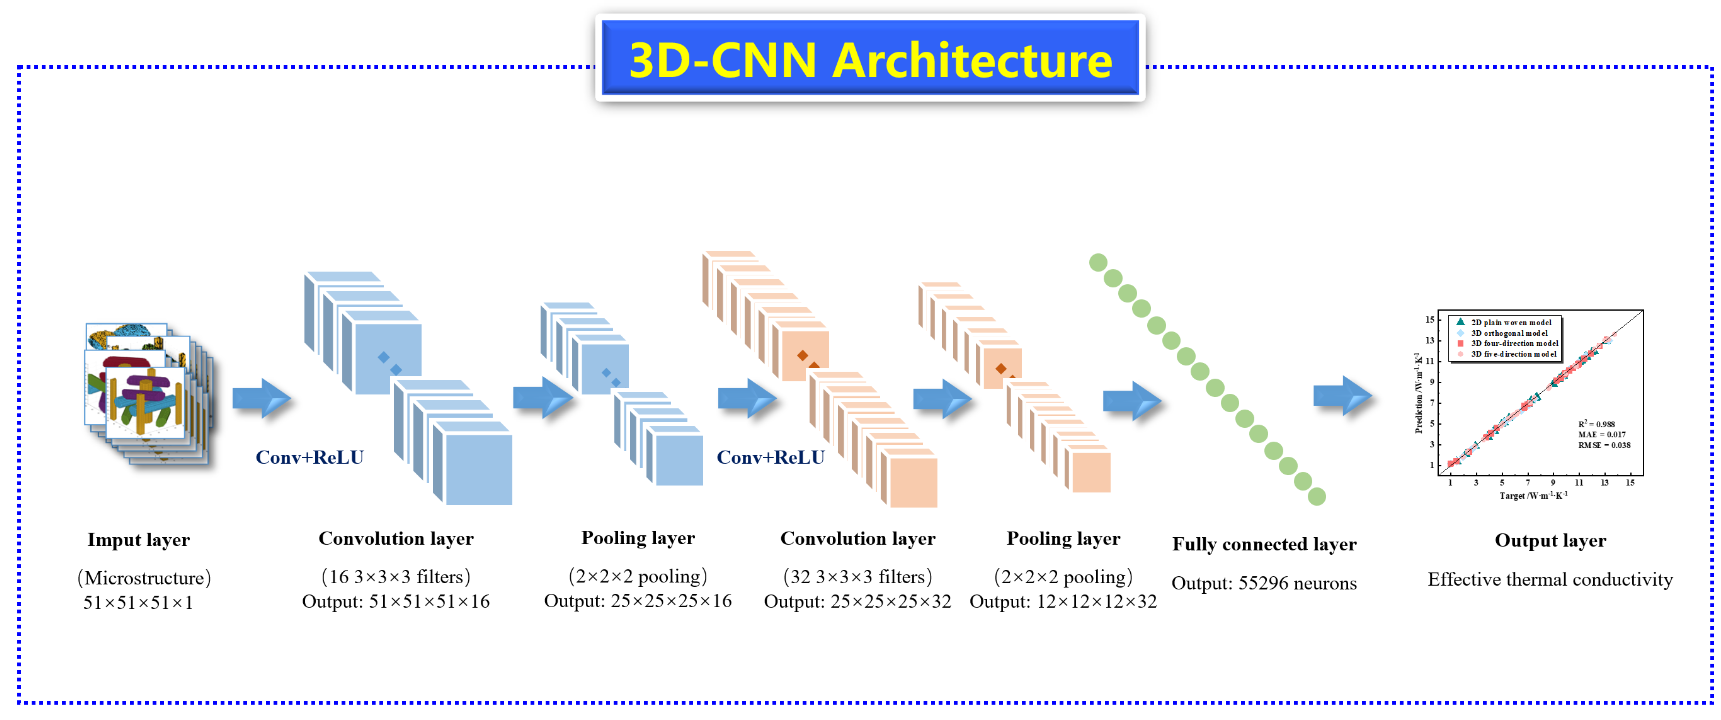 3D-CNN Architecture
Conv+ReLU
Conv+ReLU
Imput layer
(Microstructure)
51×51×51×1
Convolution layer
(16 3×3×3 filters)
Output: 51×51×51×16
Pooling layer
(2×2×2 pooling)
Output: 25×25×25×16
Convolution layer
(32 3×3×3 filters)
Output: 25×25×25×32
Pooling layer
(2×2×2 pooling)
Output: 12×12×12×32
Fully connected layer
Output: 55296 neurons
2D plain woven model
3D orthogonal model
3D four-direction model
3D five-direction model
R² = 0.988
MAE = 0.017
RMSE = 0.038
Prediction /W·m⁻¹·K⁻¹
15
13
11
9
7
5
3
1
1 3 5 7 9 11 13 15
Target /W·m⁻¹·K⁻¹
Output layer
Effective thermal conductivity